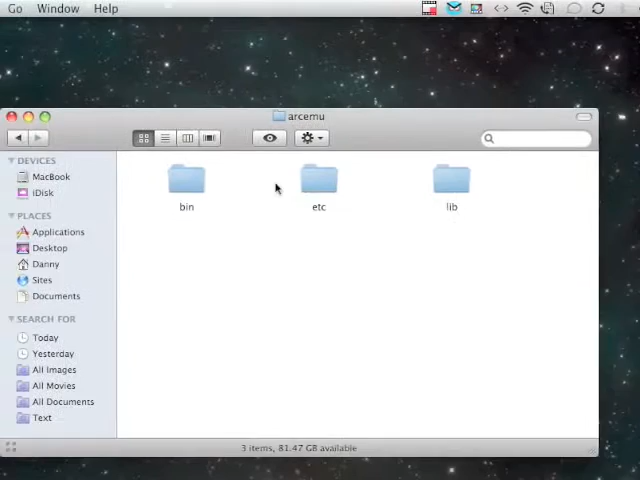 Go Window Help
arcemu
DEVICES
MacBook
iDisk
PLACES
Applications
Desktop
Danny
Sites
Documents
SEARCH FOR
Today
Yesterday
All Images
All Movies
All Documents
Text
bin
etc
lib
3 items, 81.47 GB available